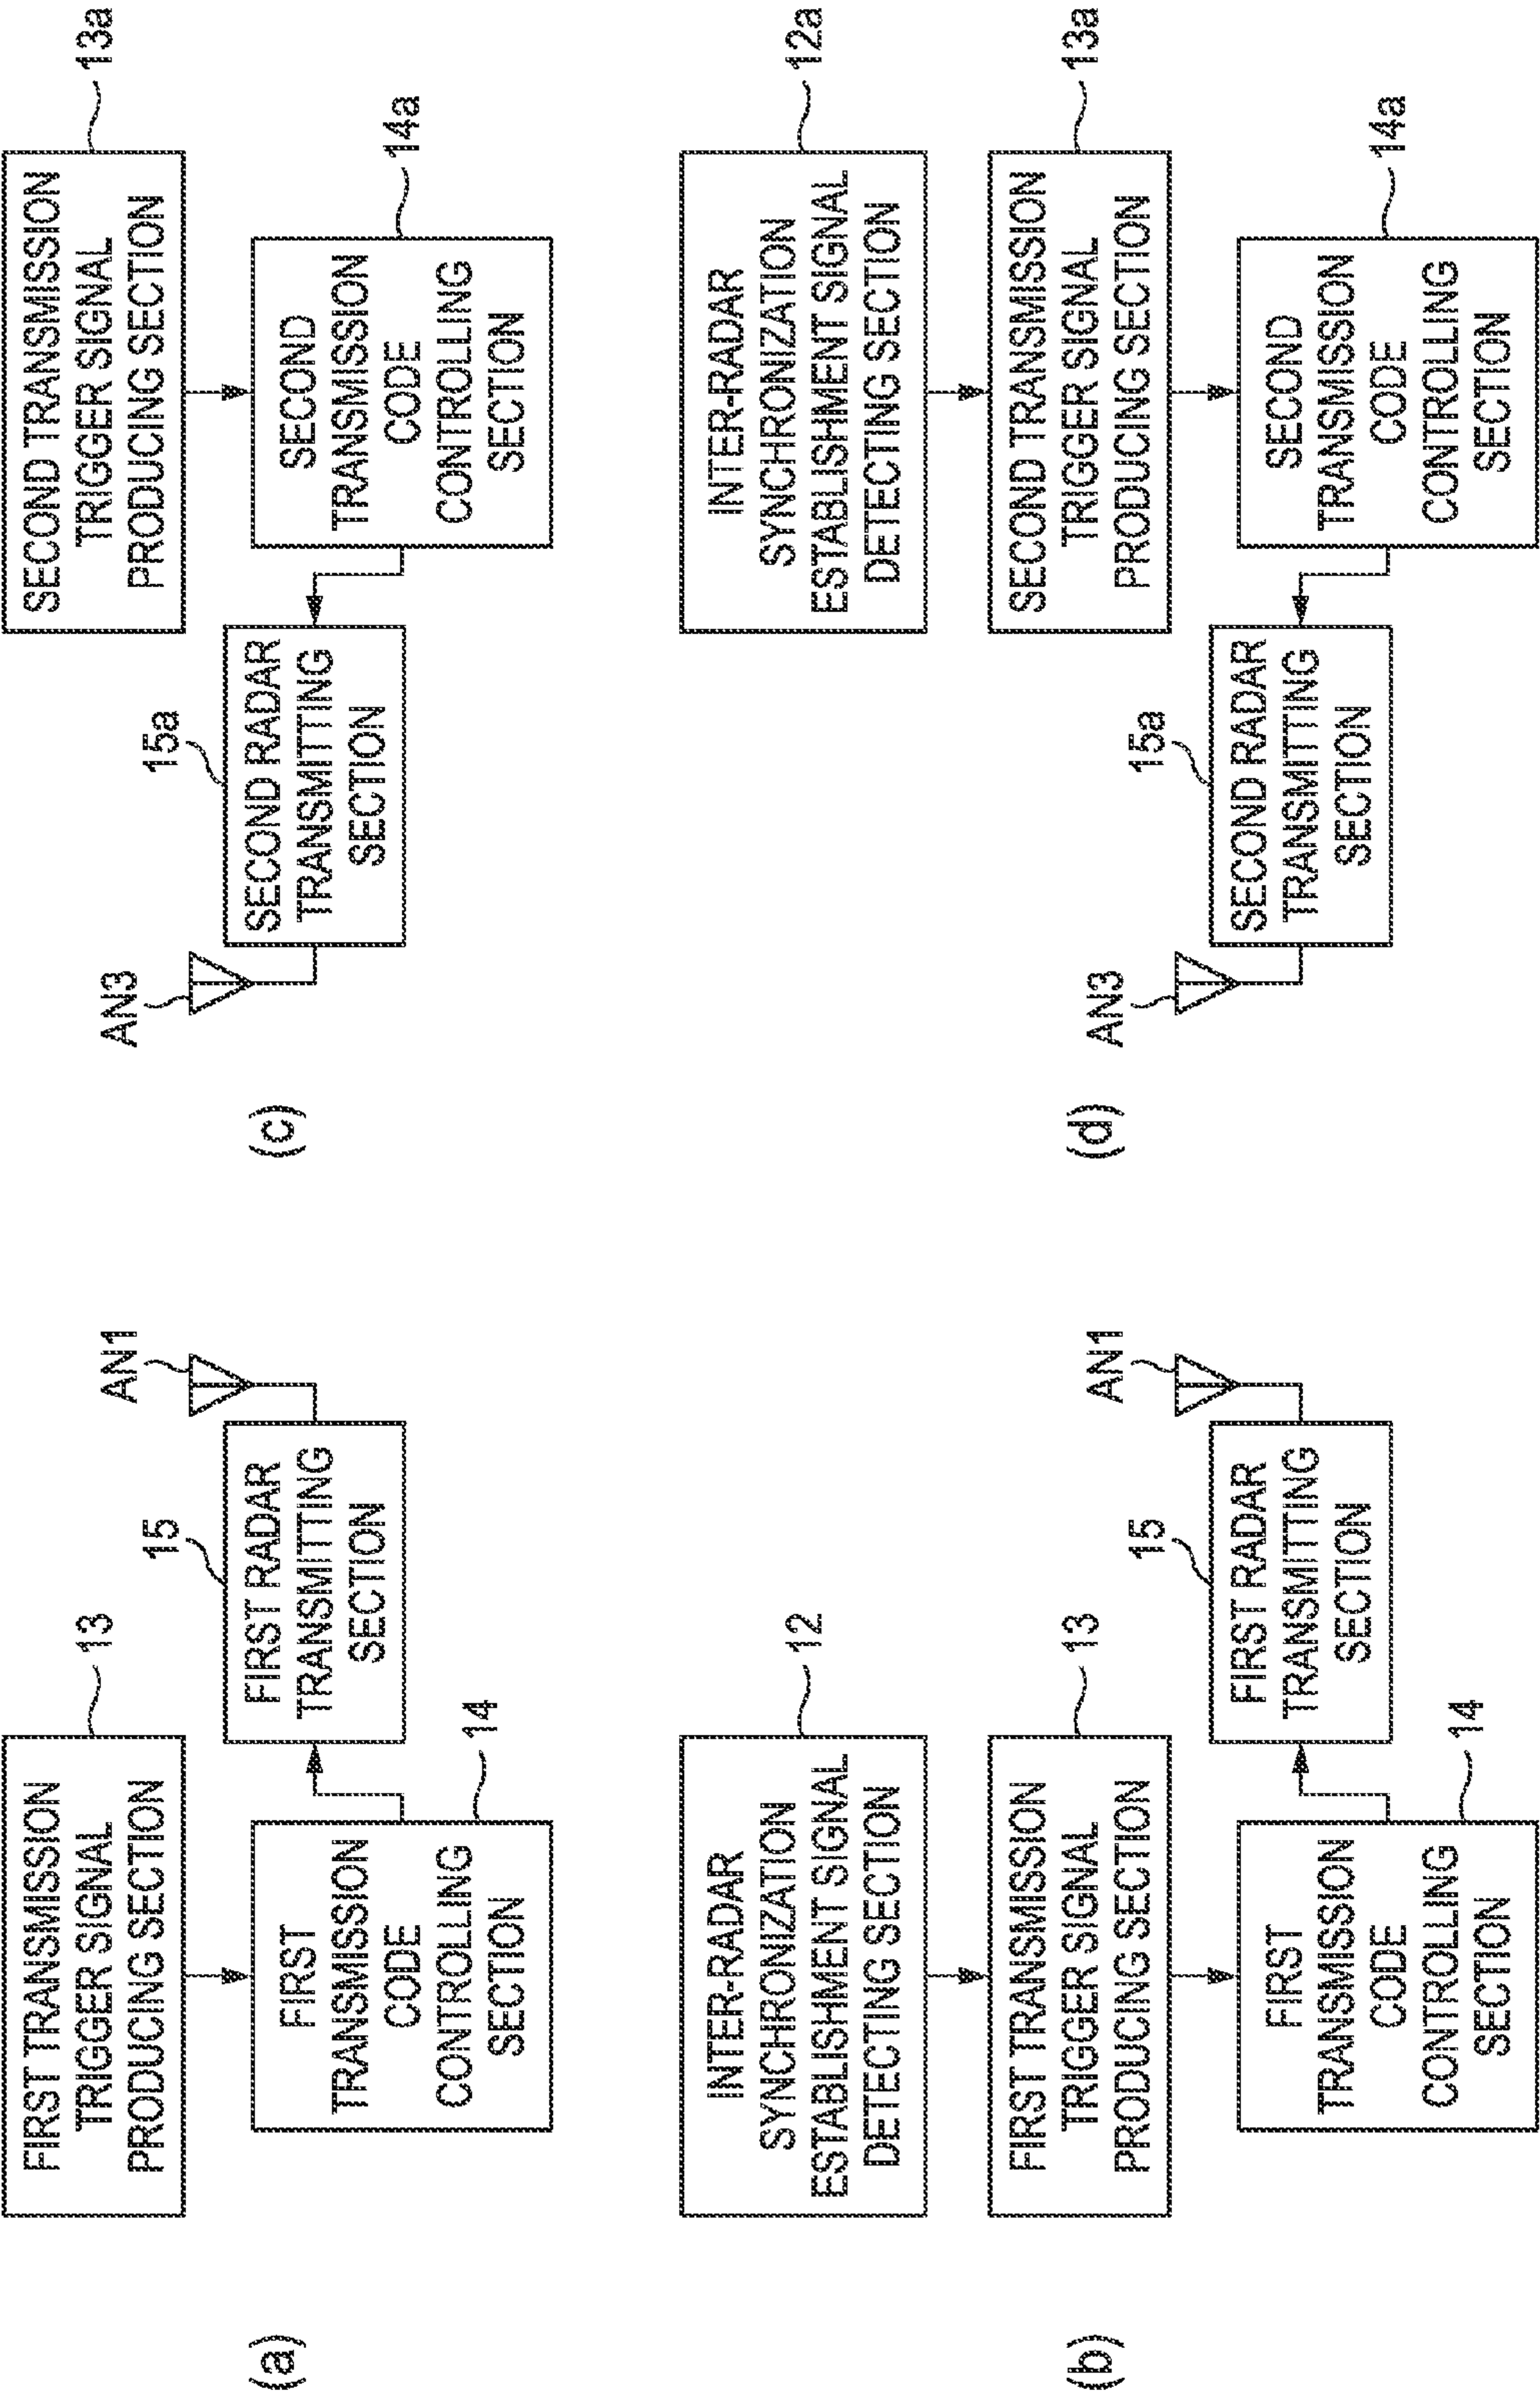 (a)
FIRST TRANSMISSION
TRIGGER SIGNAL
PRODUCING SECTION
13
FIRST
TRANSMISSION
CODE
CONTROLLING
SECTION
14
15
FIRST RADAR
TRANSMITTING
SECTION
AN1
(c)
AN3
15a
SECOND RADAR
TRANSMITTING
SECTION
SECOND TRANSMISSION
TRIGGER SIGNAL
PRODUCING SECTION
13a
SECOND
TRANSMISSION
CODE
CONTROLLING
SECTION
14a
(b)
INTER-RADAR
SYNCHRONIZATION
ESTABLISHMENT SIGNAL
DETECTING SECTION
12
FIRST TRANSMISSION
TRIGGER SIGNAL
PRODUCING SECTION
13
FIRST
TRANSMISSION
CODE
CONTROLLING
SECTION
14
15
FIRST RADAR
TRANSMITTING
SECTION
AN1
(d)
INTER-RADAR
SYNCHRONIZATION
ESTABLISHMENT SIGNAL
DETECTING SECTION
12a
SECOND TRANSMISSION
TRIGGER SIGNAL
PRODUCING SECTION
13a
AN3
15a
SECOND RADAR
TRANSMITTING
SECTION
SECOND
TRANSMISSION
CODE
CONTROLLING
SECTION
14a